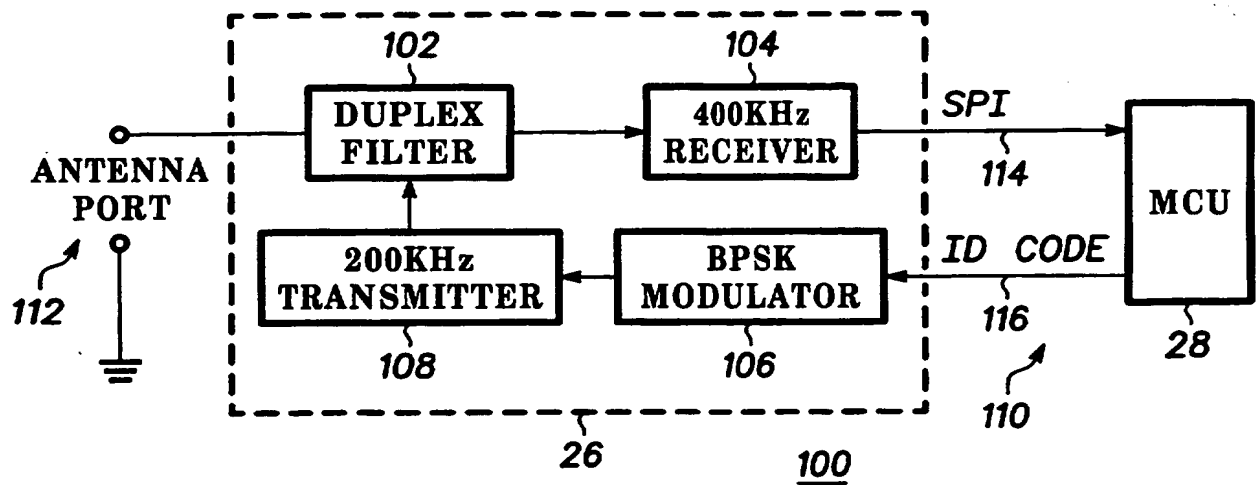 102
104
DUPLEX
FILTER
400KHz
RECEIVER
SPI
114
ANTENNA
PORT
112
MCU
28
200KHz
TRANSMITTER
108
BPSK
MODULATOR
106
ID CODE
116
110
26
100